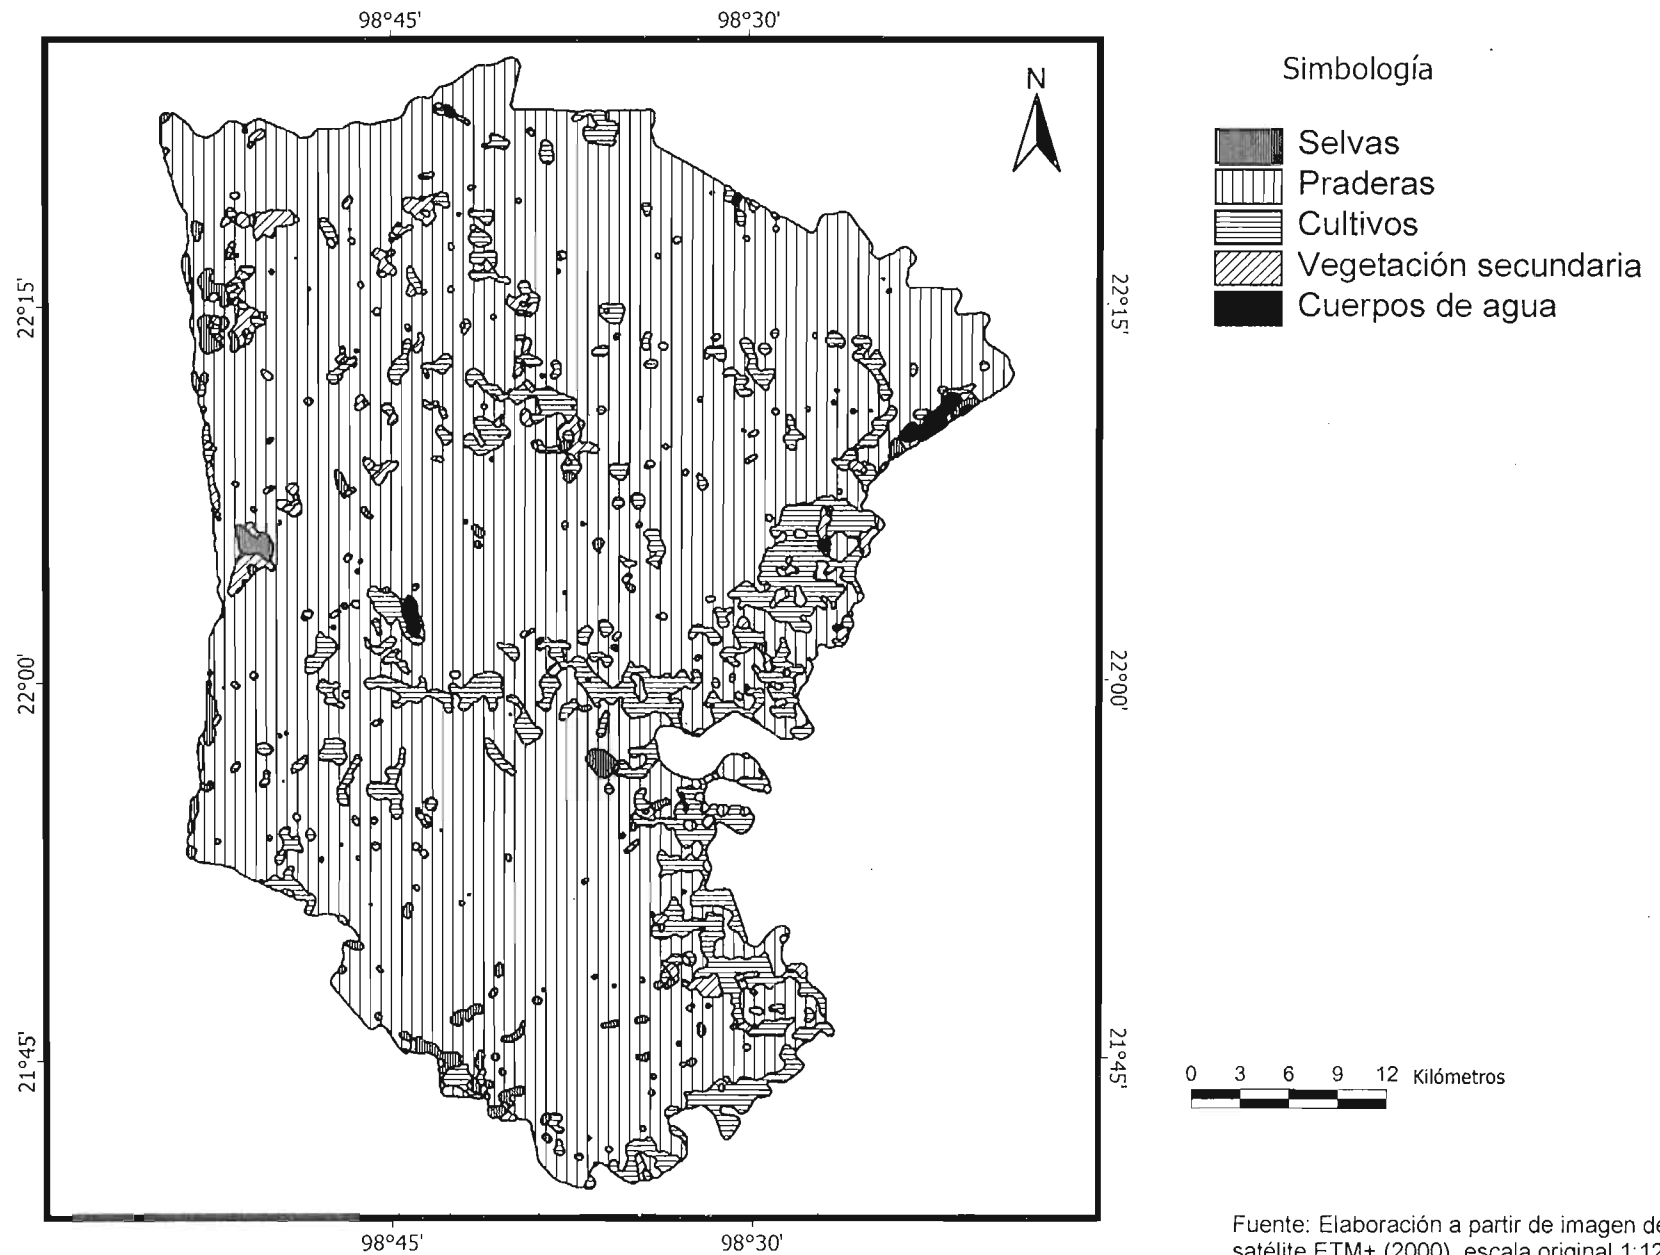 98°45' 98°30'
N
22°15' 22°15'
22°00' 22°00'
21°45' 21°45'
98°45' 98°30'
Simbología
Selvas
Praderas
Cultivos
Vegetación secundaria
Cuerpos de agua
0 3 6 9 12 Kilómetros
Fuente: Elaboración a partir de imagen de
satélite ETM+ (2000), escala original 1:12